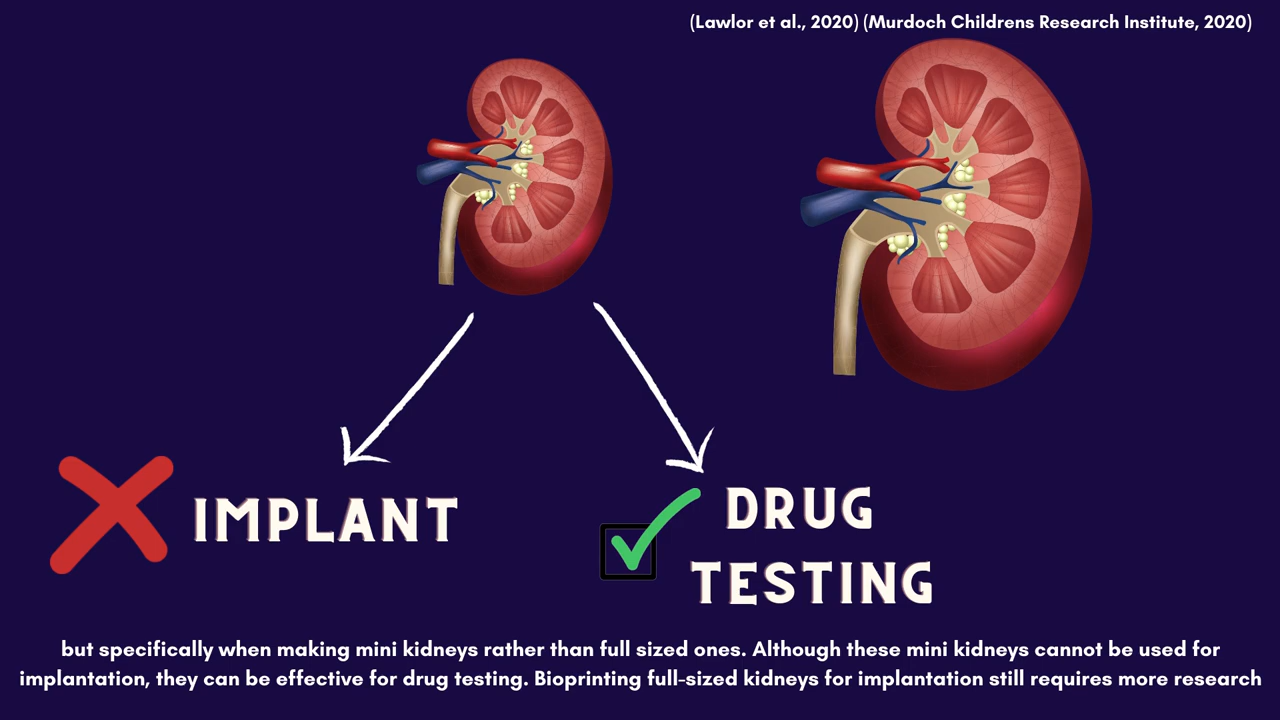 (Lawlor et al., 2020) (Murdoch Childrens Research Institute, 2020)
IMPLANT
DRUG
TESTING
but specifically when making mini kidneys rather than full sized ones. Although these mini kidneys cannot be used for
implantation, they can be effective for drug testing. Bioprinting full-sized kidneys for implantation still requires more research